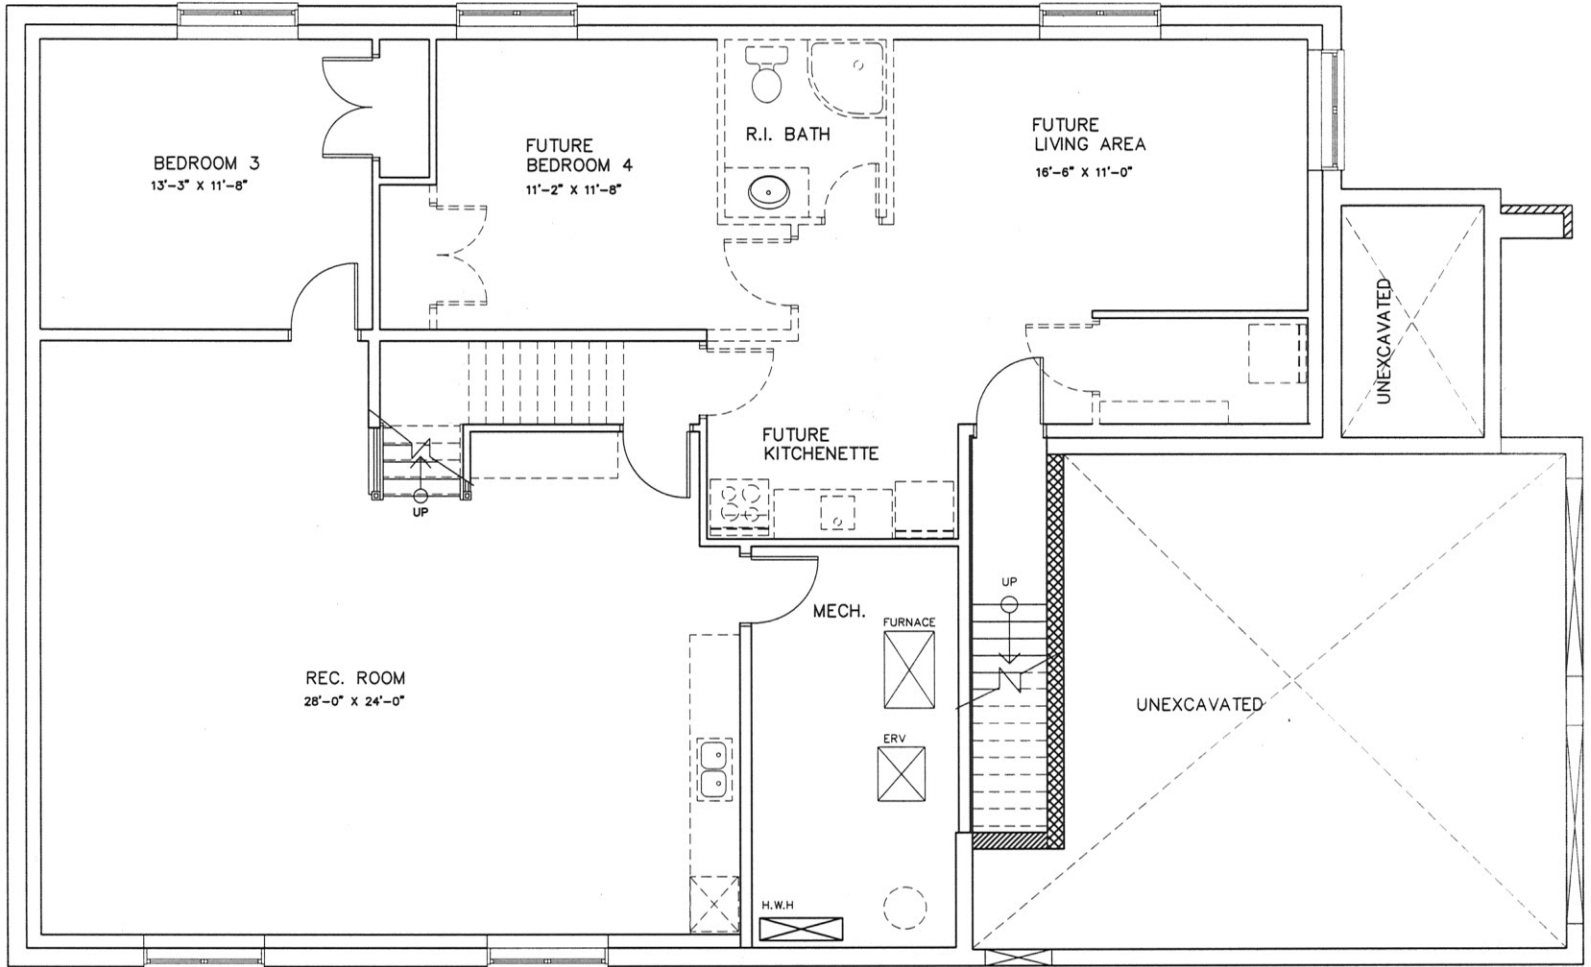 BEDROOM 3
13'-3" X 11'-8"
FUTURE
BEDROOM 4
11'-2" X 11'-8"
R.I. BATH
FUTURE
LIVING AREA
16'-6" X 11'-0"
UNEXCAVATED
FUTURE
KITCHENETTE
UP
UP
MECH.
FURNACE
REC. ROOM
28'-0" X 24'-0"
UNEXCAVATED
ERV
H.W.H